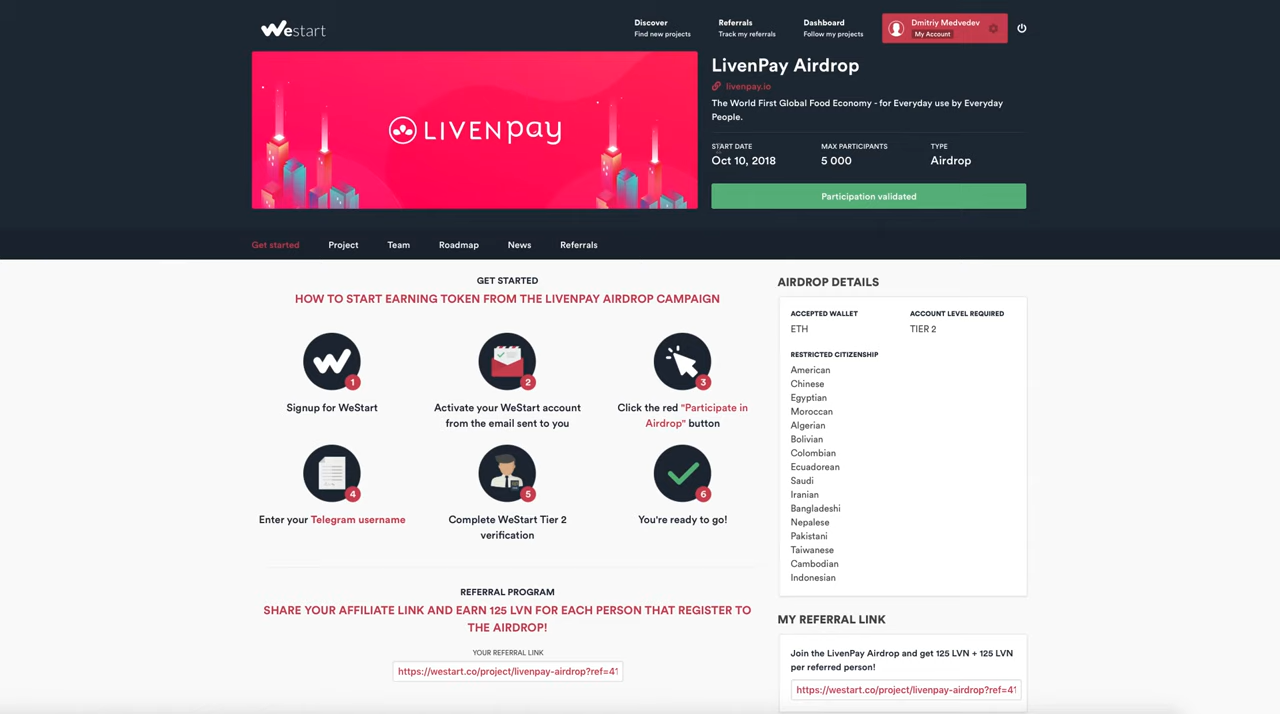 Westart
Discover
Find new projects
Referrals
Track my referrals
Dashboard
Follow my projects
Dmitriy Medvedev
My Account
LIVENpay
LivenPay Airdrop
livenpay.io
The World First Global Food Economy - for Everyday use by Everyday
People.
START DATE
Oct 10, 2018
MAX PARTICIPANTS
5 000
TYPE
Airdrop
Participation validated
Get started
Project
Team
Roadmap
News
Referrals
GET STARTED
HOW TO START EARNING TOKEN FROM THE LIVENPAY AIRDROP CAMPAIGN
1
Signup for WeStart
2
Activate your WeStart account
from the email sent to you
3
Click the red "Participate in
Airdrop" button
4
Enter your Telegram username
5
Complete WeStart Tier 2
verification
6
You're ready to go!
REFERRAL PROGRAM
SHARE YOUR AFFILIATE LINK AND EARN 125 LVN FOR EACH PERSON THAT REGISTER TO
THE AIRDROP!
YOUR REFERRAL LINK
https://westart.co/project/livenpay-airdrop?ref=41
AIRDROP DETAILS
ACCEPTED WALLET
ETH
ACCOUNT LEVEL REQUIRED
TIER 2
RESTRICTED CITIZENSHIP
American
Chinese
Egyptian
Moroccan
Algerian
Bolivian
Colombian
Ecuadorean
Saudi
Iranian
Bangladeshi
Nepalese
Pakistani
Taiwanese
Cambodian
Indonesian
MY REFERRAL LINK
Join the LivenPay Airdrop and get 125 LVN + 125 LVN
per referred person!
https://westart.co/project/livenpay-airdrop?ref=41